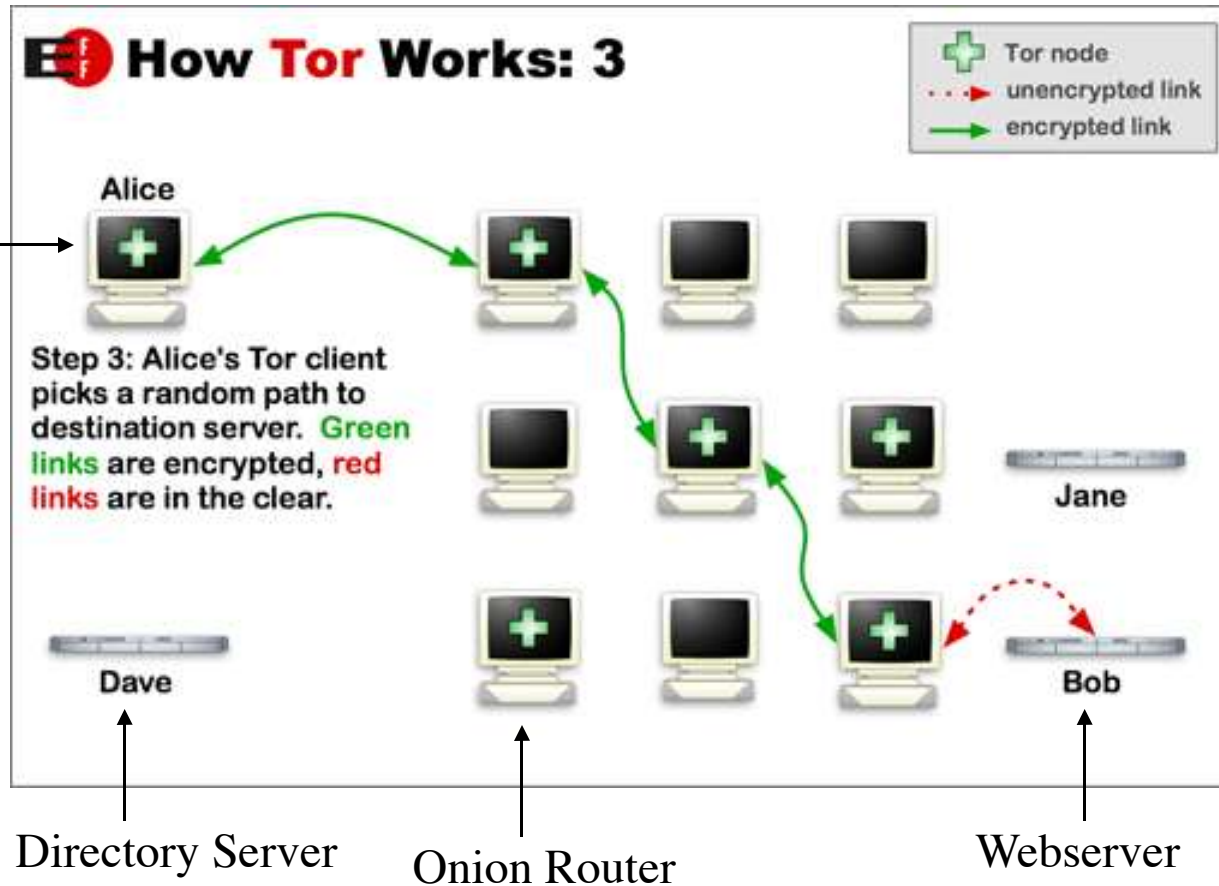 EFF How Tor Works: 3
Tor node
unencrypted link
encrypted link
Alice
Step 3: Alice's Tor client
picks a random path to
destination server. Green
links are encrypted, red
links are in the clear.
Jane
Dave
Bob
Directory Server
Onion Router
Webserver